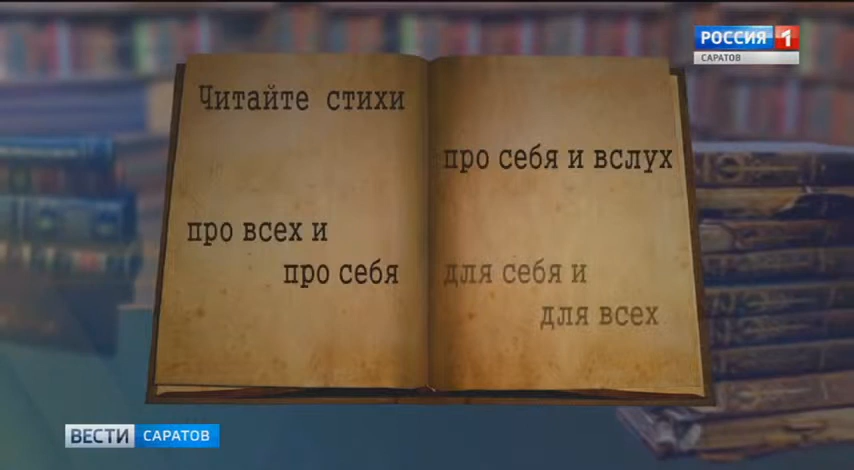 РОССИЯ 1
САРАТОВ
Читайте стихи
про себя и вслух
про всех и
про себя
для себя и
для всех
ВЕСТИ САРАТОВ